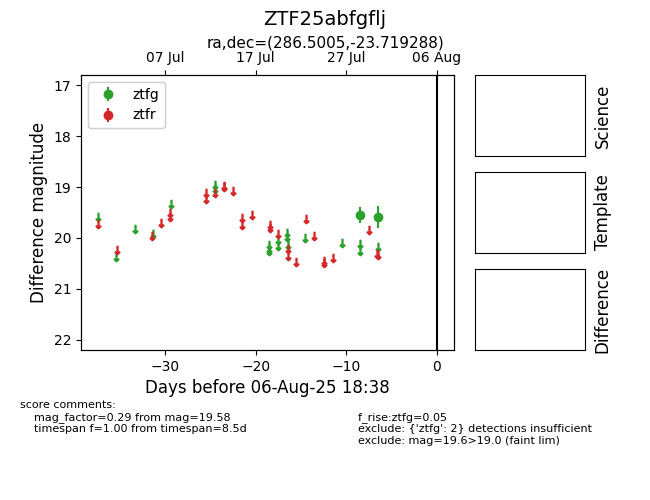 ZTF25abfgflj
ra,dec=(286.5005,-23.719288)
07 Jul
17 Jul
27 Jul
06 Aug
17
18
19
20
21
22
Difference magnitude
ztfg
ztfr
−30
−20
−10
0
Days before 06-Aug-25 18:38
Science
Template
Difference
score comments:
mag_factor=0.29 from mag=19.58
timespan f=1.00 from timespan=8.5d
f_rise:ztfg=0.05
exclude: {'ztfg': 2} detections insufficient
exclude: mag=19.6>19.0 (faint lim)